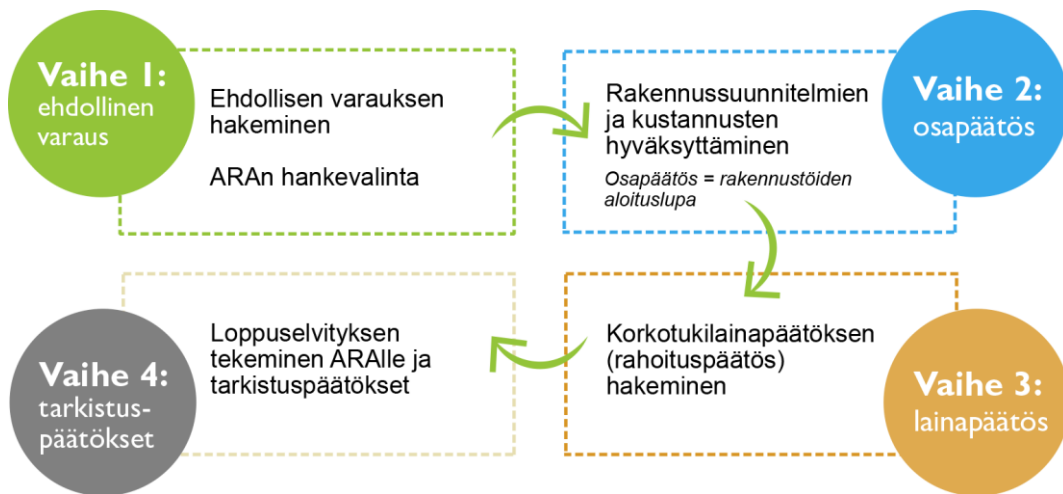 Vaihe 1:
ehdollinen
varaus
Ehdollisen varauksen
hakeminen
ARAn hankevalinta
Rakennussuunnitelmien
ja kustannusten
hyväksyttäminen
Osapäätös = rakennustöiden
aloituslupa
Vaihe 2:
osapäätös
Korkotukilainapäätöksen
(rahoituspäätös)
hakeminen
Vaihe 3:
lainapäätös
Loppuselvityksen
tekeminen ARAlle ja
tarkistuspäätökset
Vaihe 4:
tarkistus-
päätökset